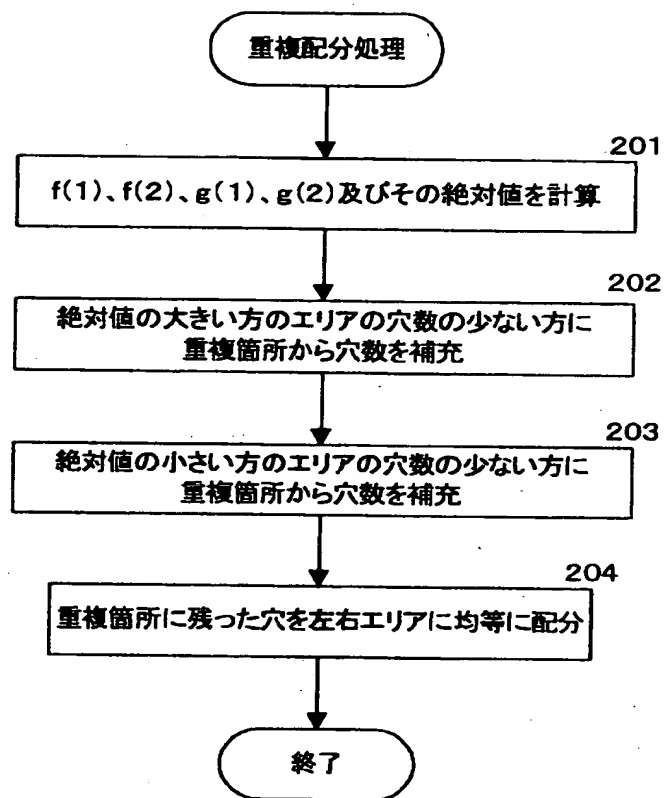 重複配分処理
201
f(1)、f(2)、g(1)、g(2)及びその絶対値を計算
202
絶対値の大きい方のエリアの穴数の少ない方に
重複箇所から穴数を補充
203
絶対値の小さい方のエリアの穴数の少ない方に
重複箇所から穴数を補充
204
重複箇所に残った穴を左右エリアに均等に配分
終了